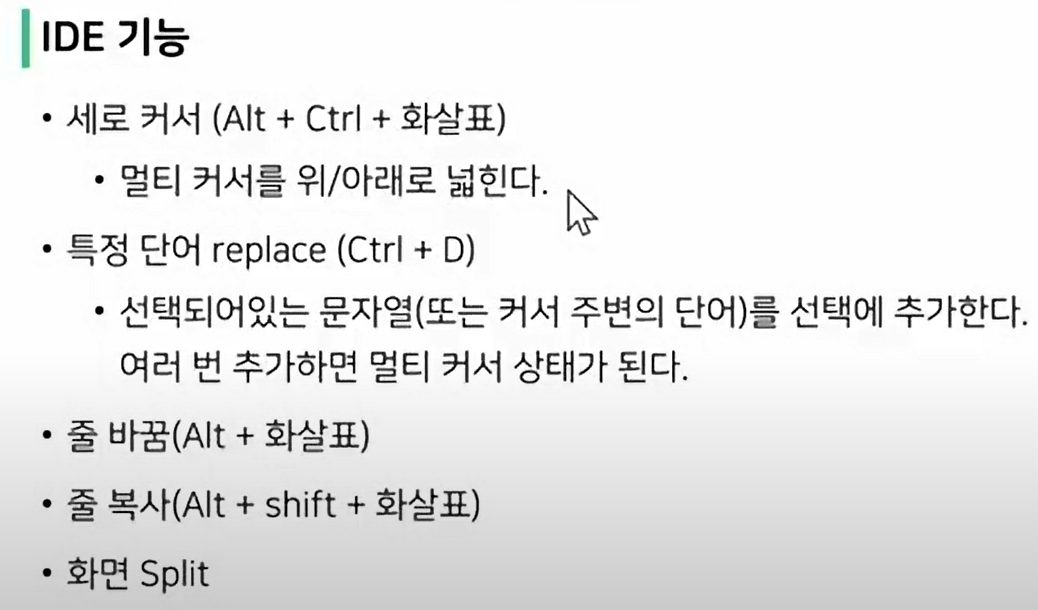 IDE 기능
• 세로 커서 (Alt + Ctrl + 화살표)
• 멀티 커서를 위/아래로 넓힌다.
• 특정 단어 replace (Ctrl + D)
• 선택되어있는 문자열(또는 커서 주변의 단어)를 선택에 추가한다.
여러 번 추가하면 멀티 커서 상태가 된다.
• 줄 바꿈(Alt + 화살표)
• 줄 복사(Alt + shift + 화살표)
• 화면 Split